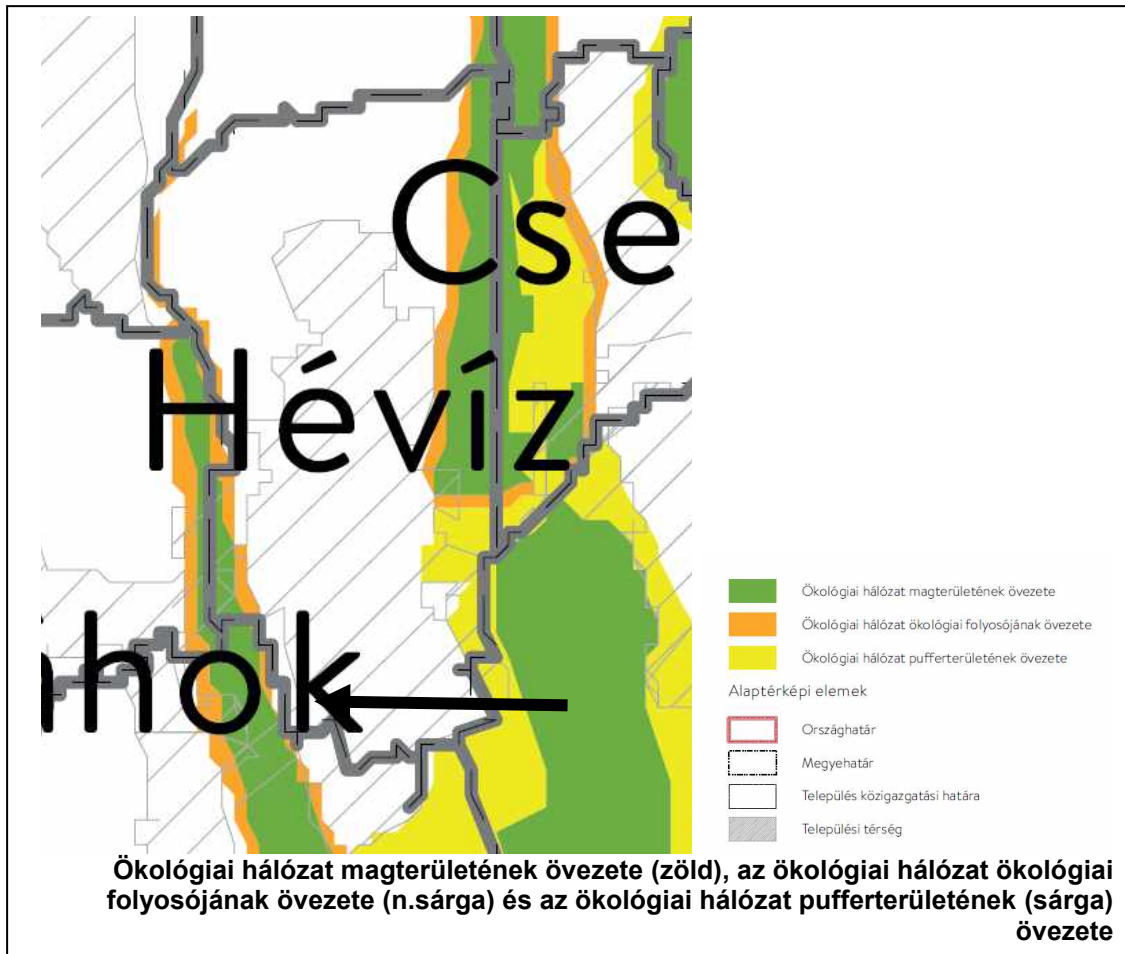 Cse
Hévíz
hok
Ökológiai hálózat magterületének övezete
Ökológiai hálózat ökológiai folyosójának övezete
Ökológiai hálózat pufferterületének övezete
Alaptérképi elemek
Országhatár
Megyehatár
Település közigazgatási határa
Települési térség
Ökológiai hálózat magterületének övezete (zöld), az ökológiai hálózat ökológiai
folyosójának övezete (n.sárga) és az ökológiai hálózat pufferterületének (sárga)
övezete